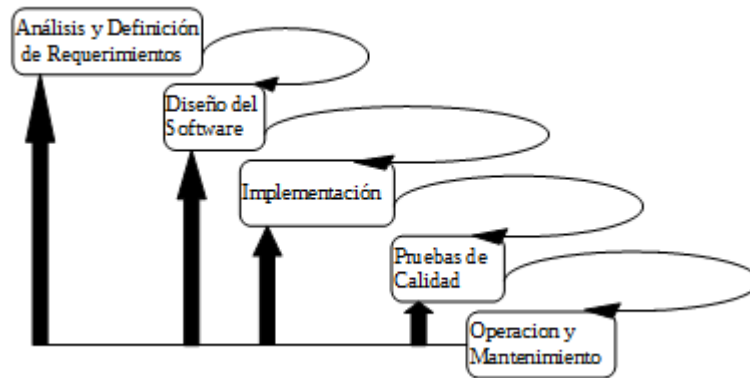 Análisis y Definición
de Requerimientos
Diseño del
Software
Implementación
Pruebas de
Calidad
Operacion y
Mantenimiento